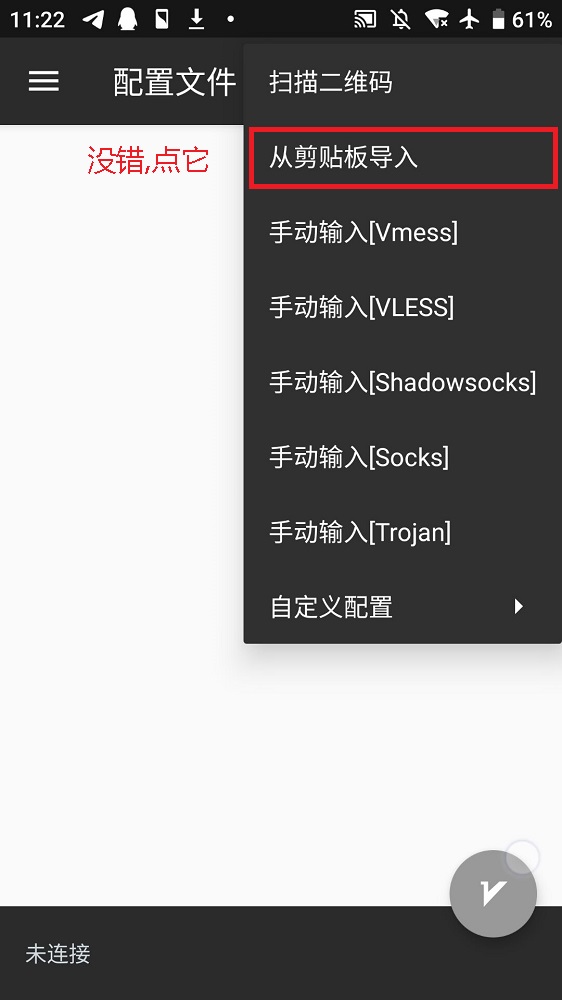 11:22
61%
配置文件
扫描二维码
没错,点它
从剪贴板导入
手动输入[Vmess]
手动输入[VLESS]
手动输入[Shadowsocks]
手动输入[Socks]
手动输入[Trojan]
自定义配置
未连接